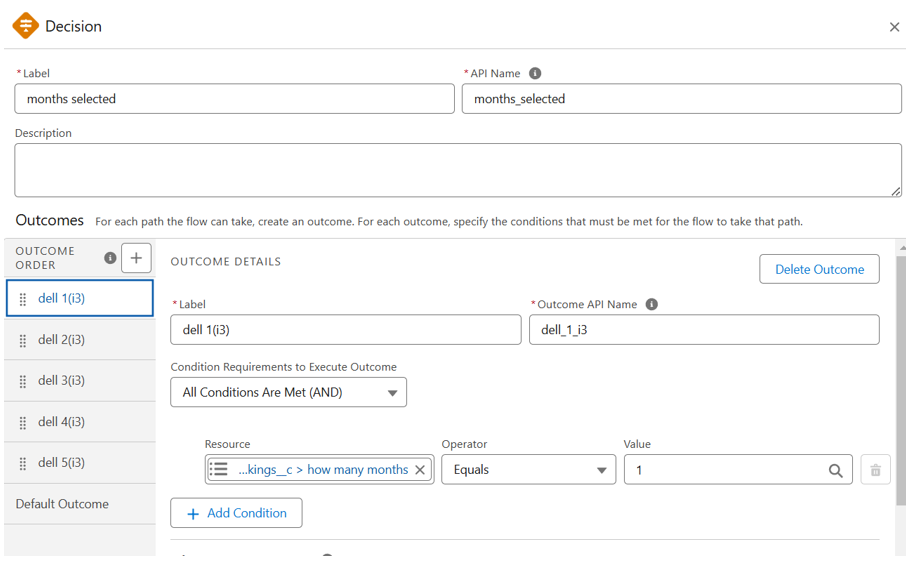 Decision
* Label
* API Name
months selected
months_selected
Description
Outcomes For each path the flow can take, create an outcome. For each outcome, specify the conditions that must be met for the flow to take that path.
OUTCOME ORDER
OUTCOME DETAILS
Delete Outcome
dell 1(i3)
dell 2(i3)
dell 3(i3)
dell 4(i3)
dell 5(i3)
Default Outcome
* Label
* Outcome API Name
dell 1(i3)
dell_1_i3
Condition Requirements to Execute Outcome
All Conditions Are Met (AND)
Resource
Operator
Value
...kings__c > how many months
Equals
1
+ Add Condition